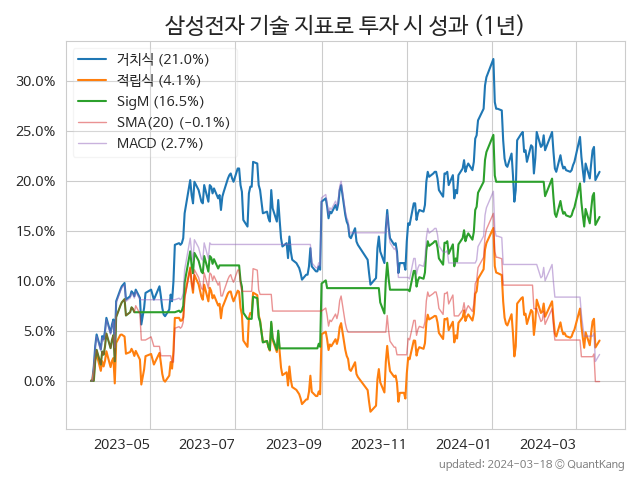 삼성전자 기술 지표로 투자 시 성과 (1년)
거치식 (21.0%)
적립식 (4.1%)
SigM (16.5%)
SMA(20) (−0.1%)
MACD (2.7%)
30.0%
25.0%
20.0%
15.0%
10.0%
5.0%
0.0%
2023-05 2023-07 2023-09 2023-11 2024-01 2024-03
updated: 2024-03-18 ⓒ QuantKang